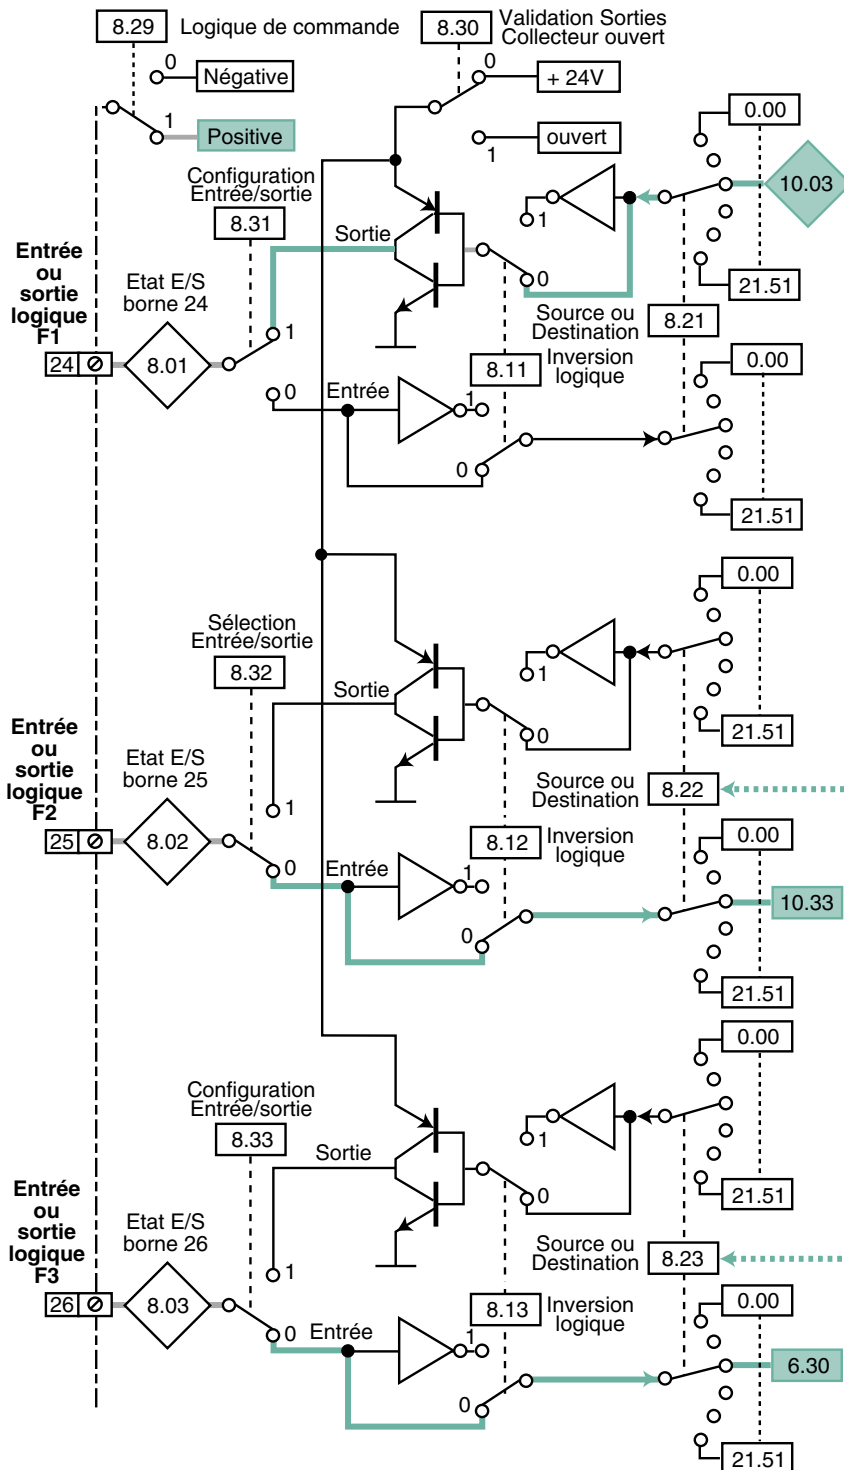 8.29 Logique de commande
8.30 Validation Sorties
Collecteur ouvert
0 Négative
1 Positive
0 + 24V
1 ouvert
Configuration
Entrée/sortie
8.31
Sortie
1
0
0.00
10.03
21.51
Entrée
ou
sortie
logique
F1
Etat E/S
borne 24
24
8.01
1
0
Source ou
Destination
8.21
8.11
Inversion
logique
Entrée
1
0
0.00
21.51
Sélection
Entrée/sortie
8.32
Sortie
1
0
0.00
21.51
Entrée
ou
sortie
logique
F2
Etat E/S
borne 25
25
8.02
1
0
Source ou
Destination
8.22
8.12
Inversion
logique
Entrée
1
0
0.00
10.33
21.51
Configuration
Entrée/sortie
8.33
Sortie
1
0
0.00
21.51
Entrée
ou
sortie
logique
F3
Etat E/S
borne 26
26
8.03
1
0
Source ou
Destination
8.23
8.13
Inversion
logique
Entrée
1
0
0.00
6.30
21.51